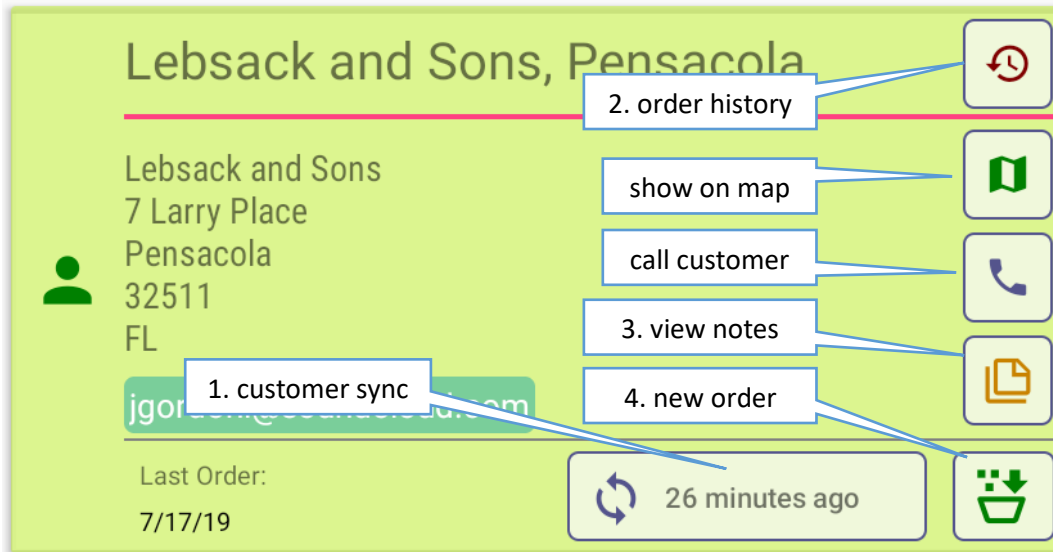 Lebsack and Sons, Pensacola
2. order history
Lebsack and Sons
7 Larry Place
Pensacola
32511
FL
show on map
call customer
3. view notes
1. customer sync
4. new order
Last Order:
7/17/19
26 minutes ago